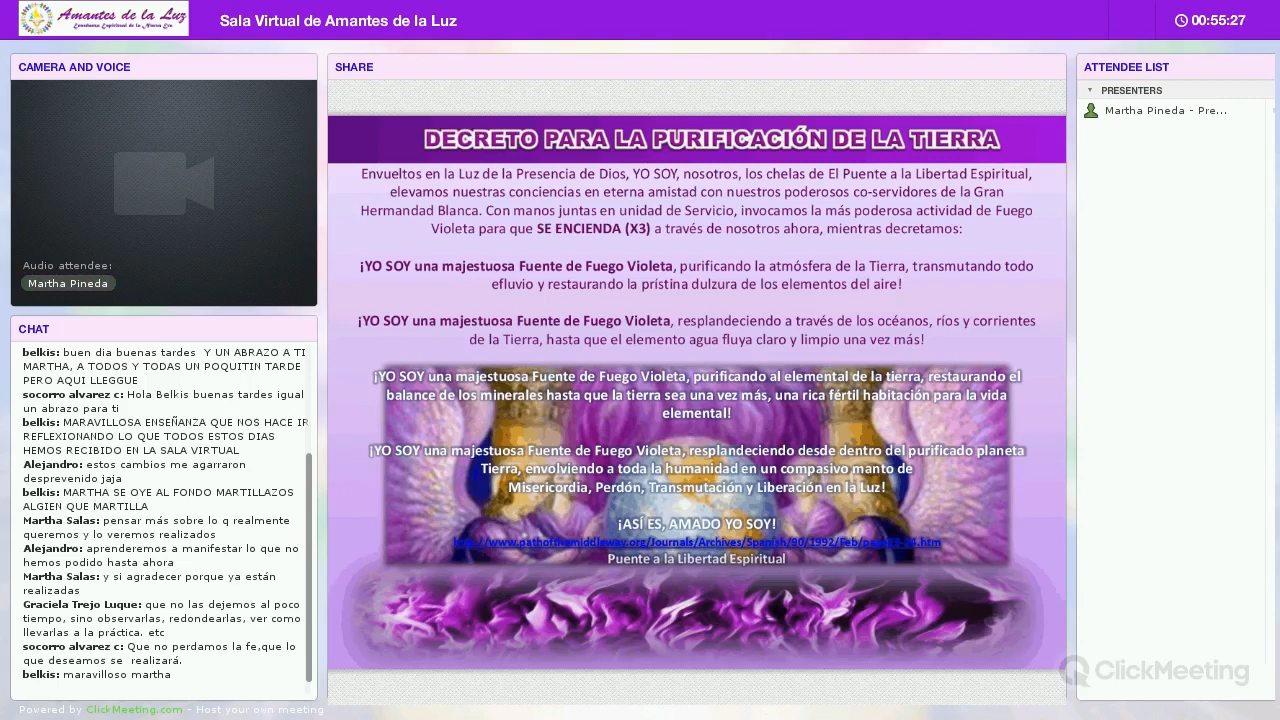 Amantes de la Luz
Enseñanza Espiritual de la Nueva Era
Sala Virtual de Amantes de la Luz
00:55:27
CAMERA AND VOICE
Audio attendee:
Martha Pineda
CHAT
belkis: buen dia buenas tardes  Y UN ABRAZO A TI
MARTHA, A TODOS Y TODAS UN POQUITIN TARDE
PERO AQUI LLEGGUE
socorro alvarez c: Hola Belkis buenas tardes igual
un abrazo para ti
belkis: MARAVILLOSA ENSEÑANZA QUE NOS HACE IR
REFLEXIONANDO LO QUE TODOS ESTOS DIAS
HEMOS RECIBIDO EN LA SALA VIRTUAL
Alejandro: estos cambios me agarraron
desprevenido jaja
belkis: MARTHA SE OYE AL FONDO MARTILLAZOS
ALGIEN QUE MARTILLA
Martha Salas: pensar más sobre lo q realmente
queremos y lo veremos realizados
Alejandro: aprenderemos a manifester lo que no
hemos podido hasta ahora
Martha Salas: y si agradecer porque ya están
realizadas
Graciela Trejo Luque: que no las dejemos al poco
tiempo, sino observarlas, redondearlas, ver como
llevarlas a la práctica. etc
socorro alvarez c: Que no perdamos la fe,que lo
que deseamos se  realizará.
belkis: maravilloso martha
Powered by ClickMeeting.com - Host your own meeting
SHARE
DECRETO PARA LA PURIFICACIÓN DE LA TIERRA
Envueltos en la Luz de la Presencia de Dios, YO SOY, nosotros, los chelas de El Puente a la Libertad Espiritual,
elevamos nuestras conciencias en eterna amistad con nuestros poderosos co-servidores de la Gran
Hermandad Blanca. Con manos juntas en unidad de Servicio, invocamos la más poderosa actividad de Fuego
Violeta para que SE ENCIENDA (X3) a través de nosotros ahora, mientras decretamos:
¡YO SOY una majestuosa Fuente de Fuego Violeta, purificando la atmósfera de la Tierra, transmutando todo
efluvio y restaurando la prístina dulzura de los elementos del aire!
¡YO SOY una majestuosa Fuente de Fuego Violeta, resplandeciendo a través de los océanos, ríos y corrientes
de la Tierra, hasta que el elemento agua fluya claro y limpio una vez más!
¡YO SOY una majestuosa Fuente de Fuego Violeta, purificando al elemental de la tierra, restaurando el
balance de los minerales hasta que la tierra sea una vez más, una rica fértil habitación para la vida
elemental!
¡YO SOY una majestuosa Fuente de Fuego Violeta, resplandeciendo desde dentro del purificado planeta
Tierra, envolviendo a toda la humanidad en un compasivo manto de
Misericordia, Perdón, Transmutación y Liberación en la Luz!
¡ASÍ ES, AMADO YO SOY!
Puente a la Libertad Espiritual
ATTENDEE LIST
PRESENTERS
Martha Pineda - Pre...
ClickMeeting